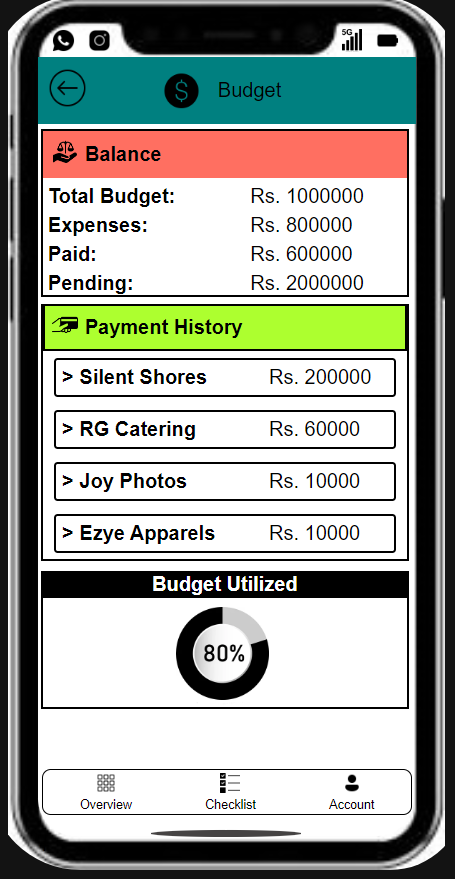 5G
$ Budget
Balance
Total Budget: Rs. 1000000
Expenses: Rs. 800000
Paid: Rs. 600000
Pending: Rs. 2000000
Payment History
> Silent Shores Rs. 200000
> RG Catering Rs. 60000
> Joy Photos Rs. 10000
> Ezye Apparels Rs. 10000
Budget Utilized
80%
Overview Checklist Account